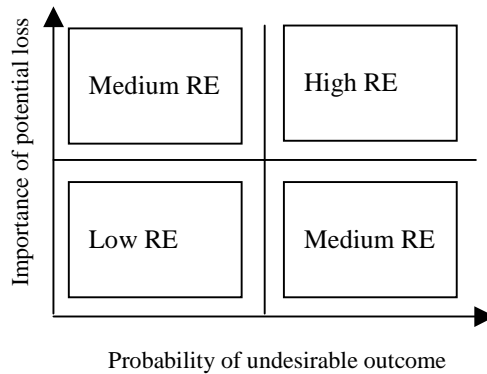 Importance of potential loss
Medium RE
High RE
Low RE
Medium RE
Probability of undesirable outcome